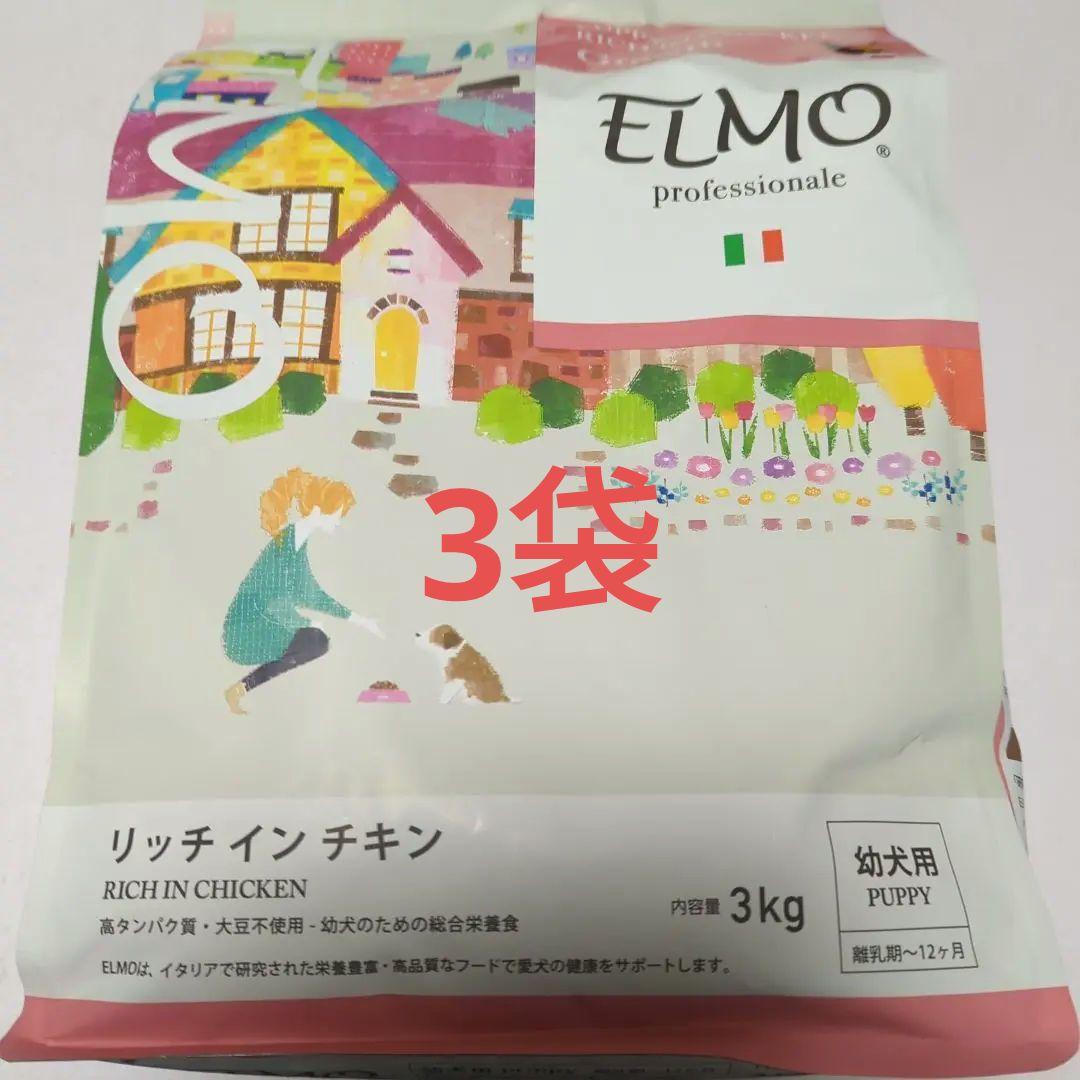 ELMO®
professionale
3袋
リッチ イン チキン
RICH IN CHICKEN
高タンパク質・大豆不使用 - 幼犬のための総合栄養食
ELMOは、イタリアで研究された栄養豊富・高品質なフードで愛犬の健康をサポートします。
内容量 3kg
幼犬用
PUPPY
離乳期〜12ヶ月